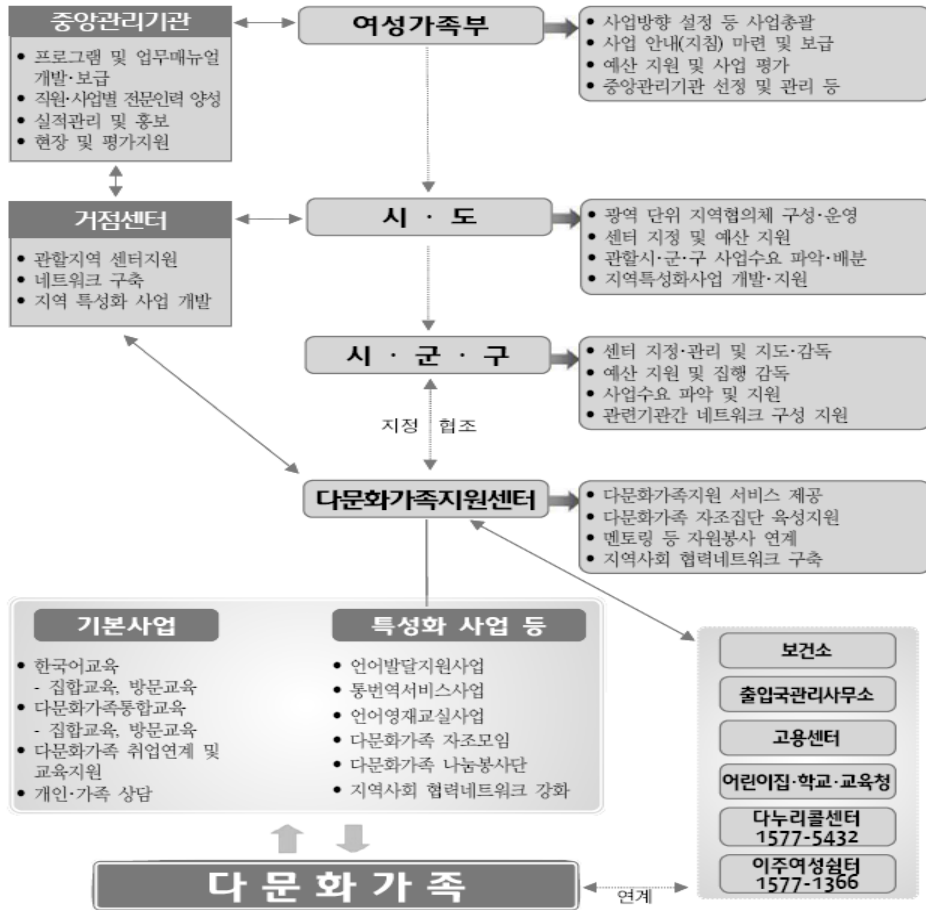 중앙관리기관
• 프로그램 및 업무매뉴얼
개발·보급
• 직원·사업별 전문인력 양성
• 실적관리 및 홍보
• 현장 및 평가지원
여성가족부
• 사업방향 설정 등 사업총괄
• 사업 안내(지침) 마련 및 보급
• 예산 지원 및 사업 평가
• 중앙관리기관 선정 및 관리 등
거점센터
• 관할지역 센터지원
• 네트워크 구축
• 지역 특성화 사업 개발
시 · 도
• 광역 단위 지역협의체 구성·운영
• 센터 지정 및 예산 지원
• 관할시·군·구 사업수요 파악·배분
• 지역특성화사업 개발·지원
시 · 군 · 구
• 센터 지정·관리 및 지도·감독
• 예산 지원 및 집행 감독
• 사업수요 파악 및 지원
• 관련기관간 네트워크 구성 지원
지정 협조
다문화가족지원센터
• 다문화가족지원 서비스 제공
• 다문화가족 자조집단 육성지원
• 멘토링 등 자원봉사 연계
• 지역사회 협력네트워크 구축
기본사업
• 한국어교육
- 집합교육, 방문교육
• 다문화가족통합교육
- 집합교육, 방문교육
• 다문화가족 취업연계 및
교육지원
• 개인·가족 상담
특성화 사업 등
• 언어발달지원사업
• 통번역서비스사업
• 언어영재교실사업
• 다문화가족 자조모임
• 다문화가족 나눔봉사단
• 지역사회 협력네트워크 강화
보건소
출입국관리사무소
고용센터
어린이집·학교·교육청
다누리콜센터
1577-5432
이주여성쉼터
1577-1366
다문화가족
연계